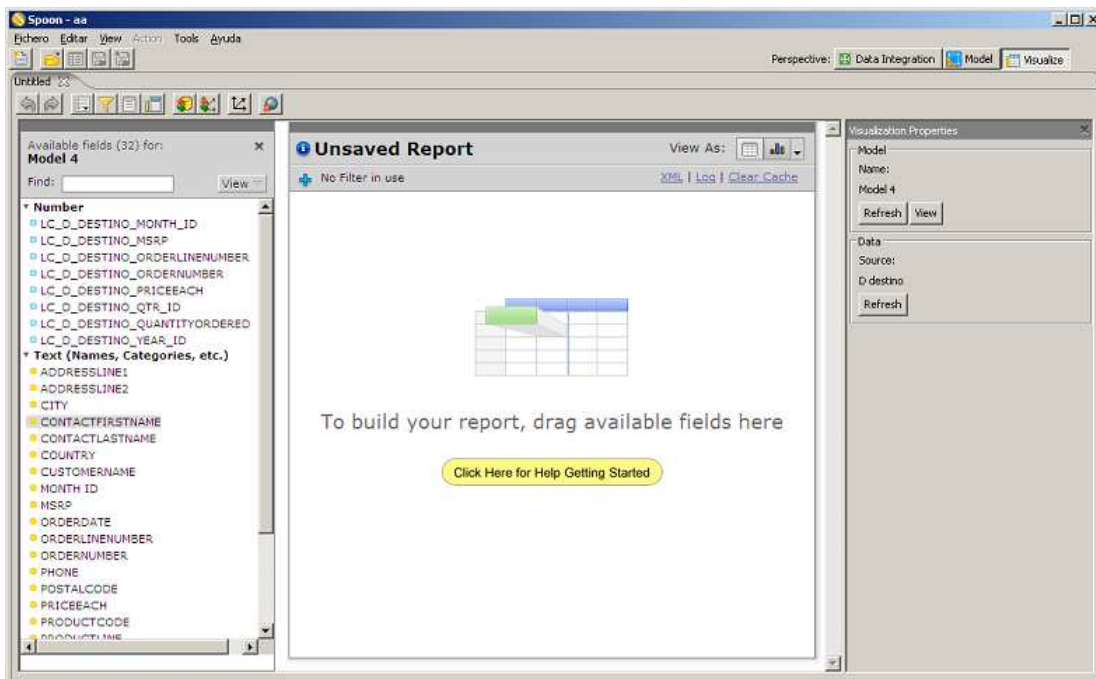 Spoon - aa
Fichero Editar View Action Tools Ayuda
Perspective: Data Integration Model Visualize
Untitled
Available fields (32) for:
Model 4
Find: View
Number
LC_D_DESTINO_MONTH_ID
LC_D_DESTINO_MSRP
LC_D_DESTINO_ORDERLINENUMBER
LC_D_DESTINO_ORDERNUMBER
LC_D_DESTINO_PRICEEACH
LC_D_DESTINO_QTR_ID
LC_D_DESTINO_QUANTITYORDERED
LC_D_DESTINO_YEAR_ID
Text (Names, Categories, etc.)
ADDRESSLINE1
ADDRESSLINE2
CITY
CONTACTFIRSTNAME
CONTACTLASTNAME
COUNTRY
CUSTOMERNAME
MONTH ID
MSRP
ORDERDATE
ORDERLINENUMBER
ORDERNUMBER
PHONE
POSTALCODE
PRICEEACH
PRODUCTCODE
PRODUCTLINE
Unsaved Report View As:
No Filter in use XML | Log | Clear Cache
To build your report, drag available fields here
Click Here for Help Getting Started
Visualization Properties
Model
Name:
Model 4
Refresh View
Data
Source:
D destino
Refresh